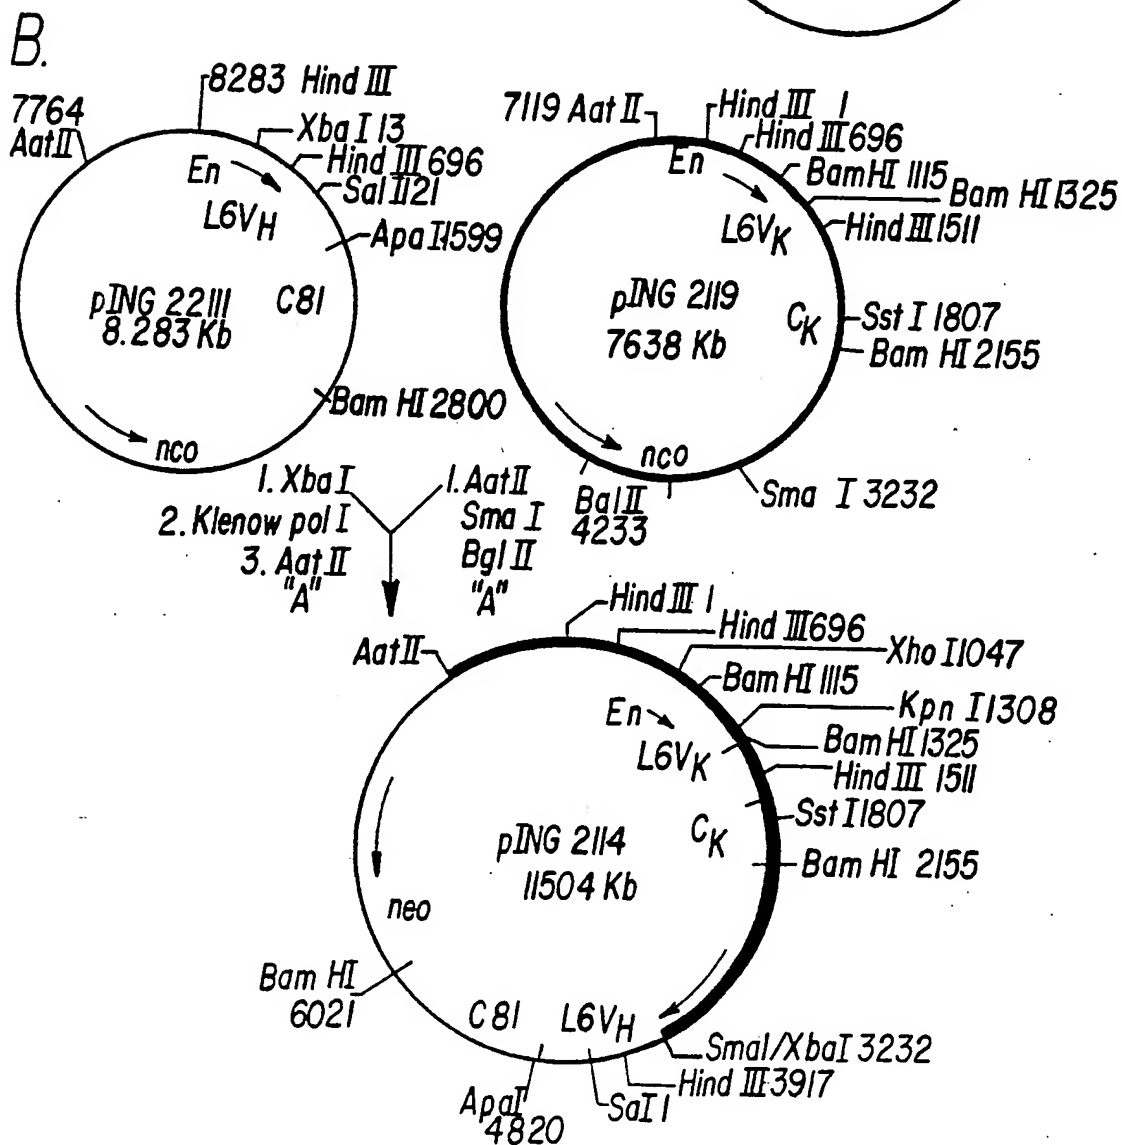 B.
8283 Hind III
7764
Aat II
Xba I 13
Hind III 696
Sal I 1121
En
L6VH
Apa I 1599
pING 22111
8.283 Kb
C81
Bam HI 2800
nco
7119 Aat II
Hind III 1
Hind III 696
Bam HI 1115
Bam HI 1325
En
L6VK
Hind III 1511
pING 2119
7638 Kb
CK
Sst I 1807
Bam HI 2155
nco
Sma I 3232
Bal II
4233
1. Xba I
2. Klenow pol I
3. Aat II
"A"
1. Aat II
Sma I
Bgl II
"A"
Hind III 1
Aat II
Hind III 696
Xho I 1047
Bam HI 1115
En
Kpn I 1308
L6VK
Bam HI 1325
Hind III 1511
Sst I 1807
pING 2114
11504 Kb
CK
Bam HI 2155
neo
Bam HI
6021
C81
L6VH
SmaI/XbaI 3232
Hind III 3917
Apa I
4820
SaI I